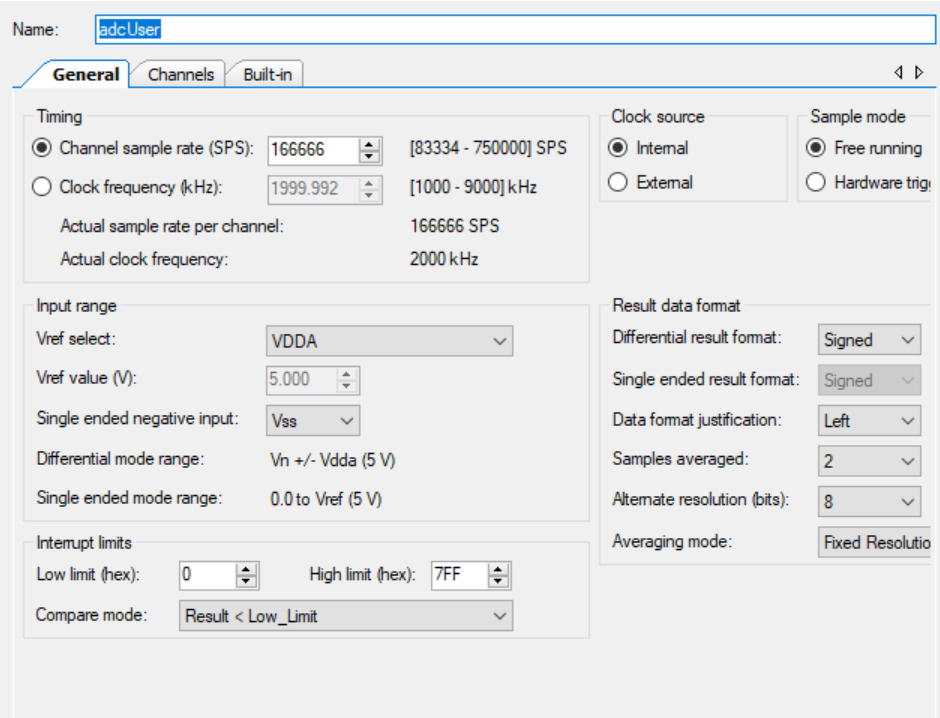 Name: adcUser
General Channels Built-in
Timing
Channel sample rate (SPS): 166666 [83334 - 750000] SPS
Clock frequency (kHz): 1999.992 [1000 - 9000] kHz
Actual sample rate per channel: 166666 SPS
Actual clock frequency: 2000 kHz
Clock source
Internal
External
Sample mode
Free running
Hardware trigg
Input range
Vref select: VDDA
Vref value (V): 5.000
Single ended negative input: Vss
Differential mode range: Vn +/- Vdda (5 V)
Single ended mode range: 0.0 to Vref (5 V)
Result data format
Differential result format: Signed
Single ended result format: Signed
Data format justification: Left
Samples averaged: 2
Alternate resolution (bits): 8
Averaging mode: Fixed Resolutio
Interrupt limits
Low limit (hex): 0 High limit (hex): 7FF
Compare mode: Result < Low_Limit